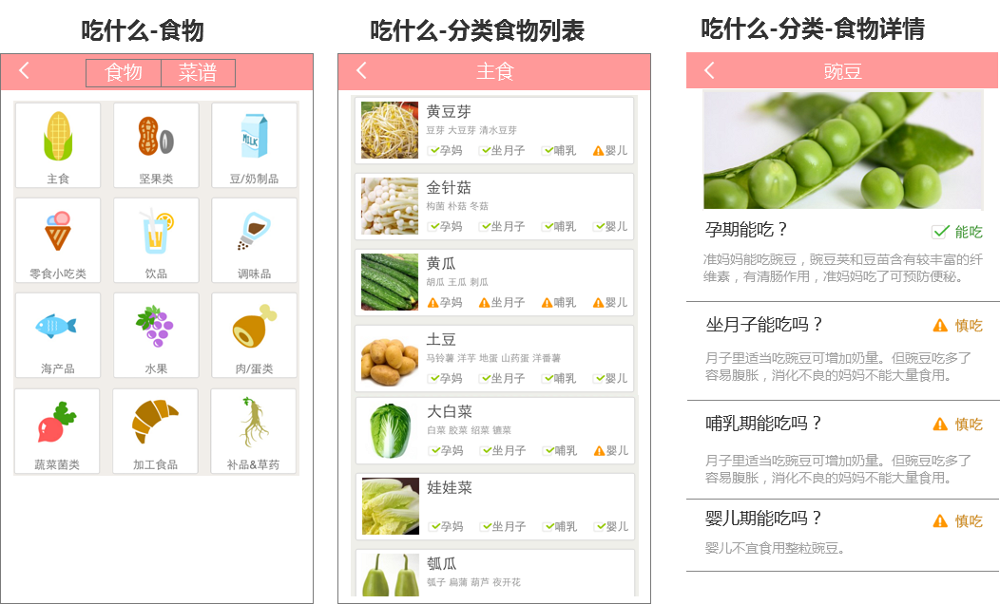 吃什么-食物
食物 菜谱
主食 坚果类 豆/奶制品
MILK
零食小吃类 饮品 调味品
海产品 水果 肉/蛋类
蔬菜菌类 加工食品 补品&草药
吃什么-分类食物列表
主食
黄豆芽
豆芽 大豆芽 清水豆芽
孕妈 坐月子 哺乳 婴儿
金针菇
构菌 朴菇 冬菇
孕妈 坐月子 哺乳 婴儿
黄瓜
胡瓜 王瓜 刺瓜
孕妈 坐月子 哺乳 婴儿
土豆
马铃薯 洋芋 地蛋 山药蛋 洋番薯
孕妈 坐月子 哺乳 婴儿
大白菜
白菜 胶菜 绍菜
孕妈 坐月子 哺乳 婴儿
娃娃菜
孕妈 坐月子 哺乳 婴儿
瓠瓜
瓠子 扁蒲 葫芦 夜开花
吃什么-分类-食物详情
豌豆
孕期能吃？ 能吃
准妈妈能吃豌豆，豌豆荚和豆苗含有较丰富的纤
维素，有清肠作用，准妈妈吃了可预防便秘。
坐月子能吃吗？ 慎吃
月子里适当吃豌豆可增加奶量。但豌豆吃多了
容易腹胀，消化不良的妈妈不能大量食用。
哺乳期能吃吗？ 慎吃
月子里适当吃豌豆可增加奶量。但豌豆吃多了
容易腹胀，消化不良的妈妈不能大量食用。
婴儿期能吃吗？ 慎吃
婴儿不宜食用整粒豌豆。